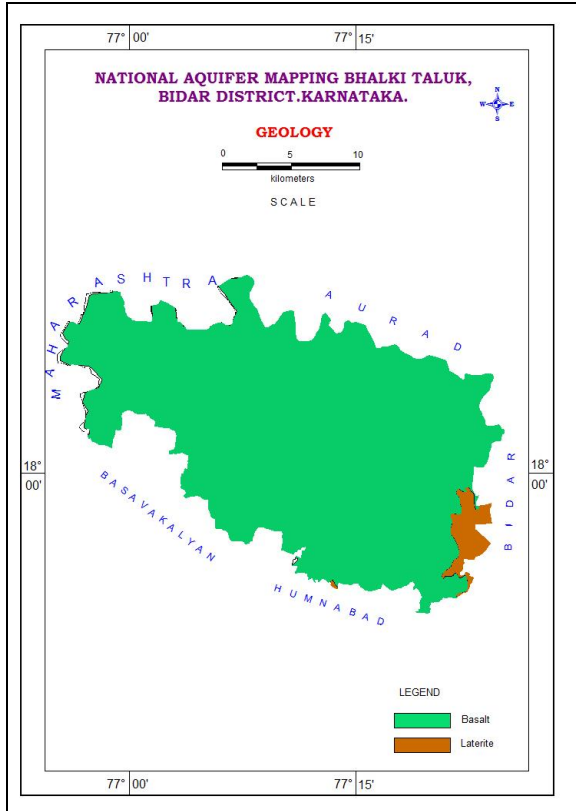 77° 00'
77° 15'
NATIONAL AQUIFER MAPPING BHALKI TALUK,
BIDAR DISTRICT.KARNATAKA.
N
W E
S
GEOLOGY
0 5 10
kilometers
SCALE
MAHARASHTRA
AURAD
18°
00'
18°
00'
BIDAR
BASAVAKALYAN
HUMNABAD
LEGEND
Basalt
Laterite
77° 00'
77° 15'